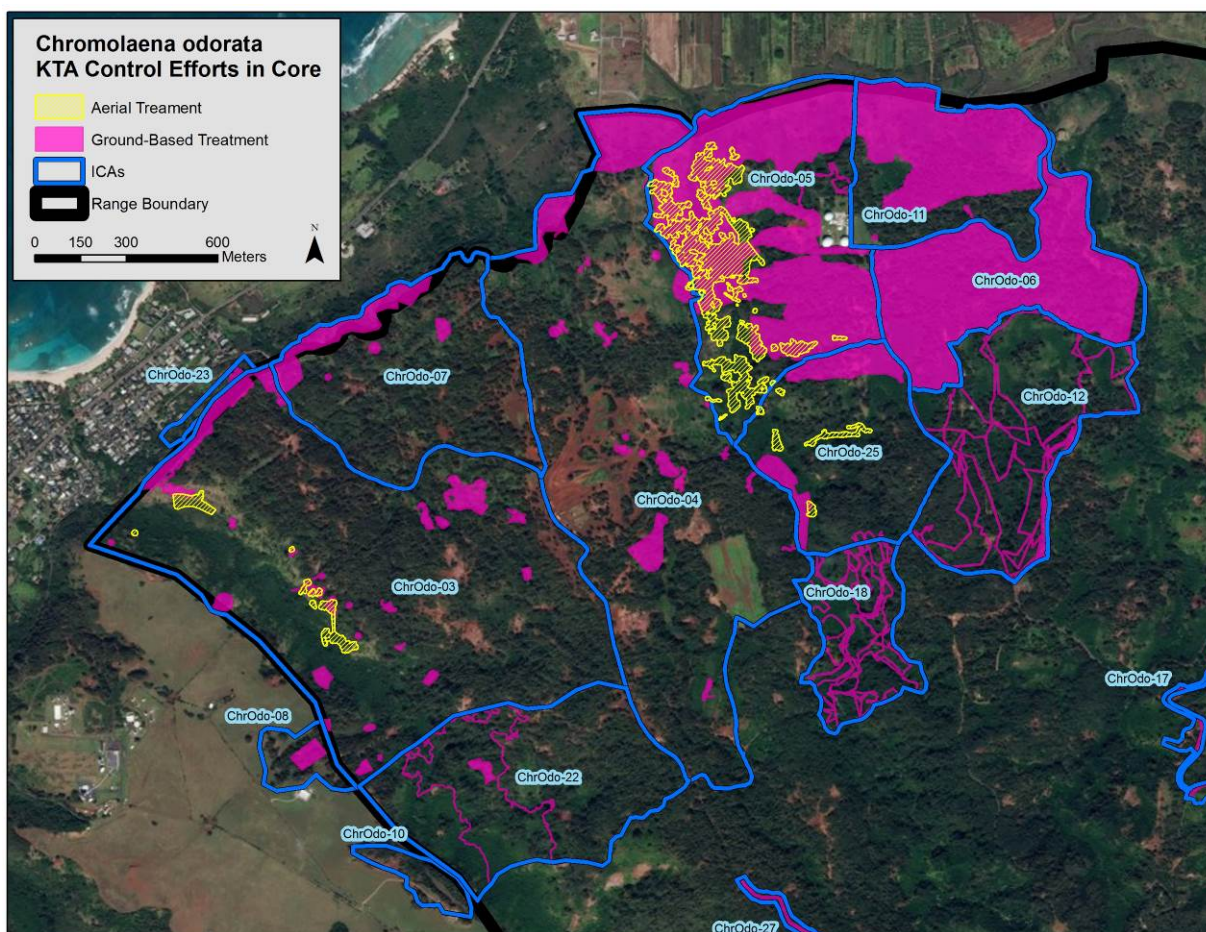 Chromolaena odorata
KTA Control Efforts in Core
Aerial Treament
Ground-Based Treatment
ICAs
Range Boundary
N
0 150 300 600
Meters
ChrOdo-05
ChrOdo-11
ChrOdo-06
ChrOdo-23
ChrOdo-07
ChrOdo-12
ChrOdo-25
ChrOdo-04
ChrOdo-03
ChrOdo-18
ChrOdo-17
ChrOdo-08
ChrOdo-22
ChrOdo-10
ChrOdo-27